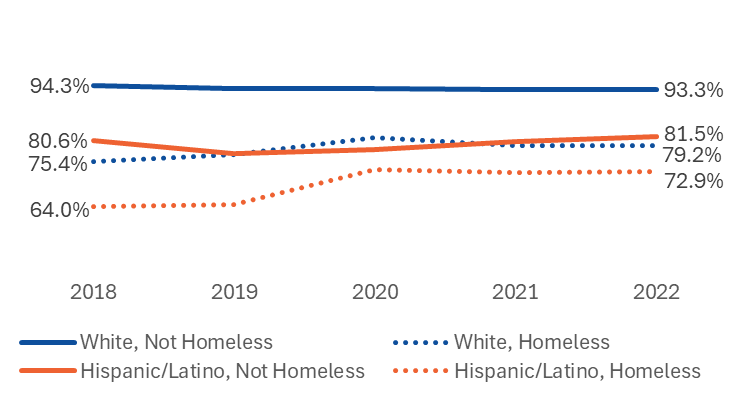 94.3%
93.3%
80.6%
81.5%
75.4%
79.2%
64.0%
72.9%
2018 2019 2020 2021 2022
White, Not Homeless White, Homeless
Hispanic/Latino, Not Homeless Hispanic/Latino, Homeless